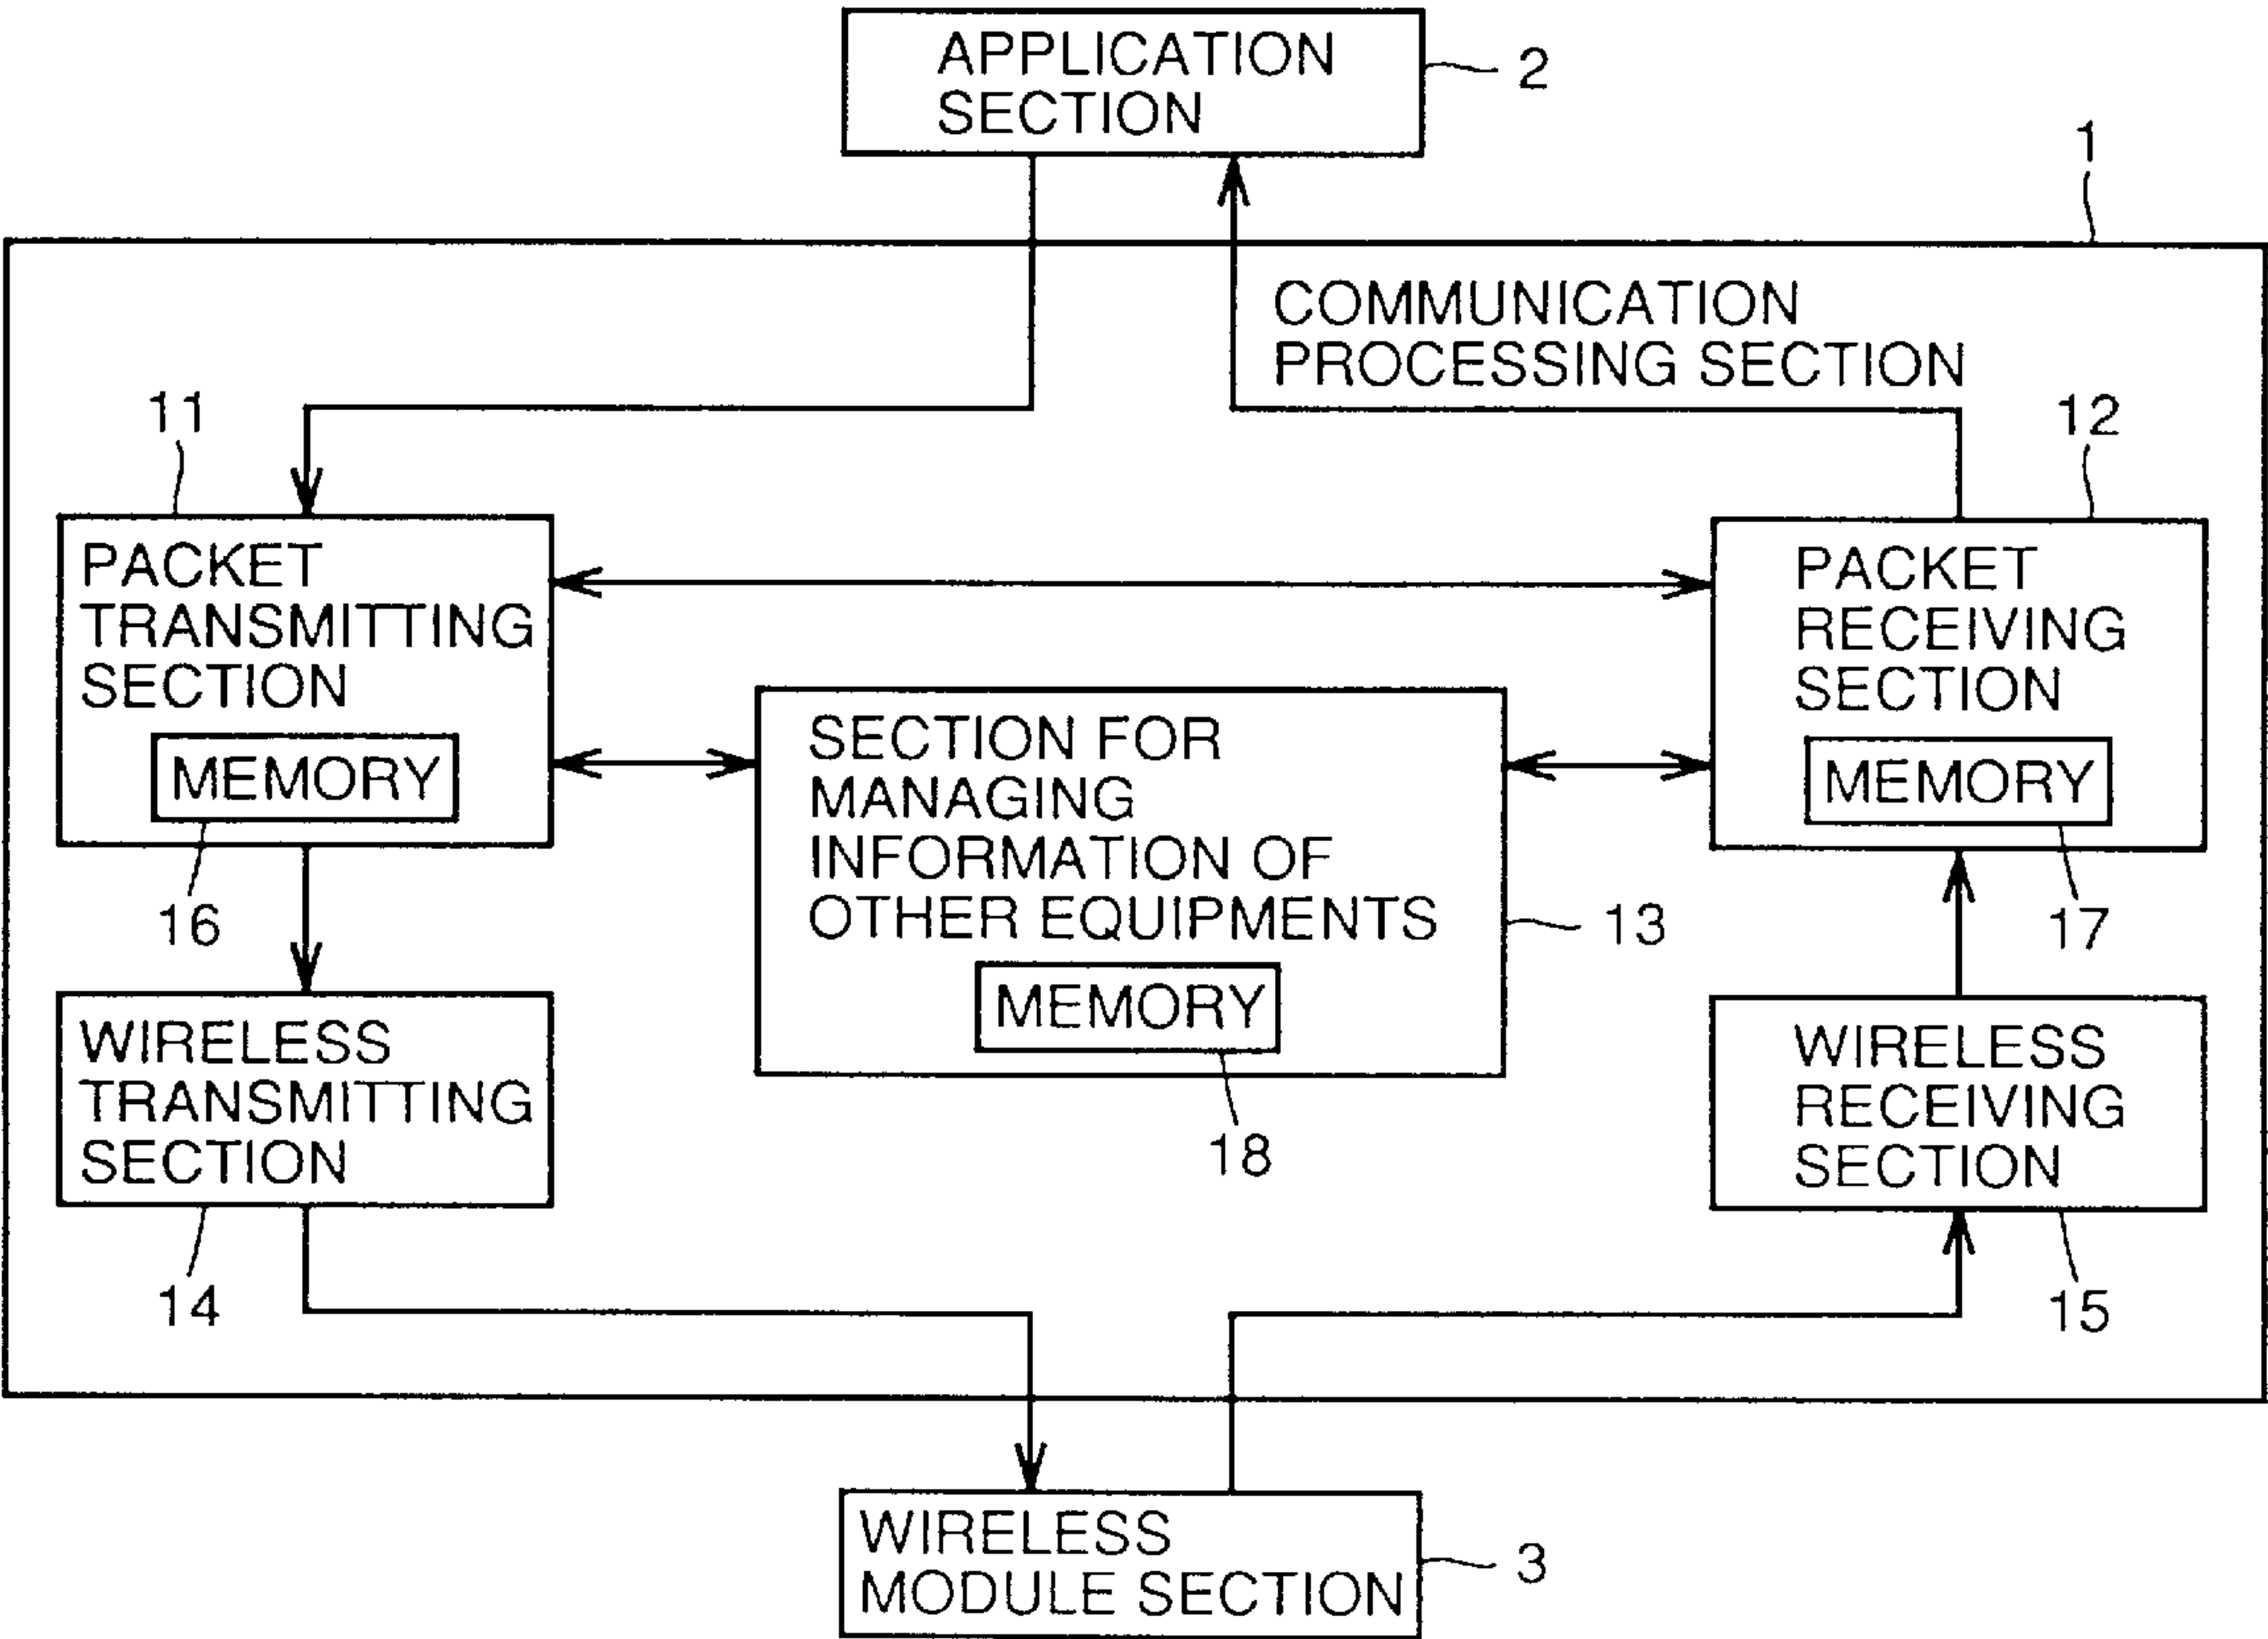 APPLICATION
SECTION
2
1
COMMUNICATION
PROCESSING SECTION
11
12
PACKET
TRANSMITTING
SECTION
MEMORY
16
PACKET
RECEIVING
SECTION
MEMORY
17
SECTION FOR
MANAGING
INFORMATION OF
OTHER EQUIPMENTS
MEMORY
13
18
WIRELESS
TRANSMITTING
SECTION
14
WIRELESS
RECEIVING
SECTION
15
WIRELESS
MODULE SECTION
3